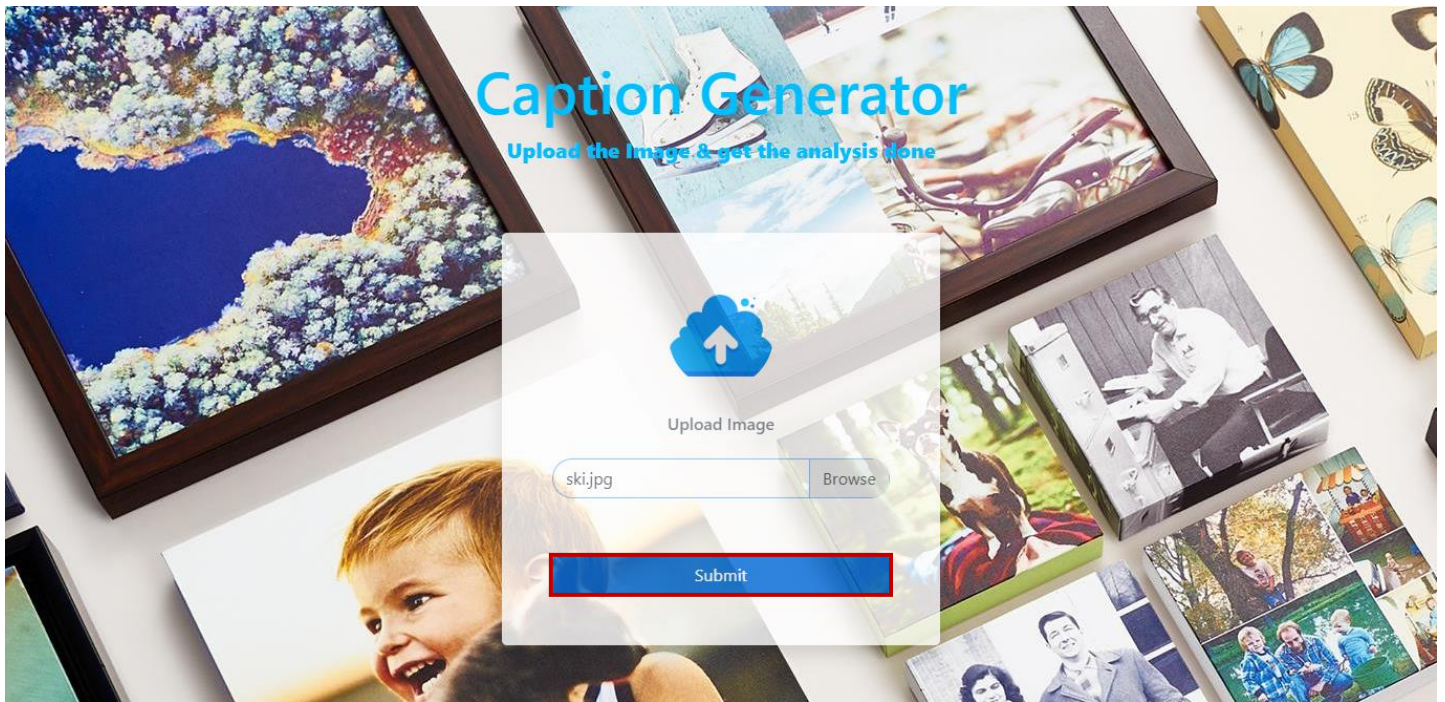 Caption Generator
Upload the Image & get the analysis done
Upload Image
ski.jpg
Browse
Submit